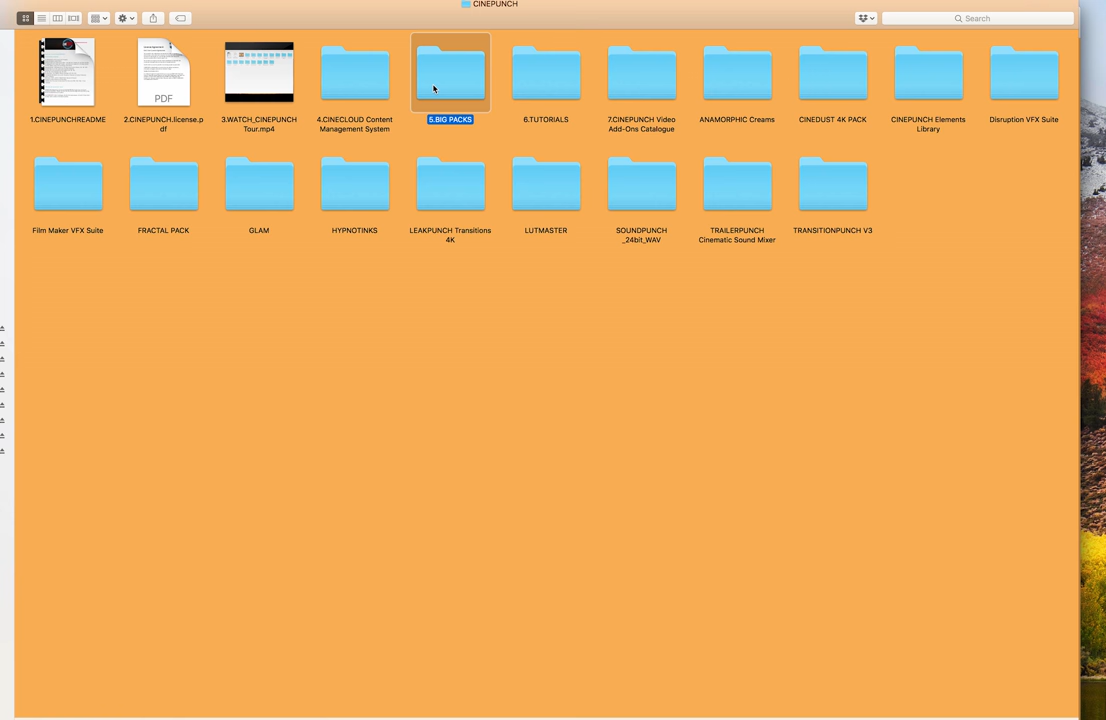 CINEPUNCH
Search
PDF
1.CINEPUNCHREADME
2.CINEPUNCH.license.p
df
3.WATCH_CINEPUNCH
Tour.mp4
4.CINECLOUD Content
Management System
5.BIG PACKS
6.TUTORIALS
7.CINEPUNCH Video
Add-Ons Catalogue
ANAMORPHIC Creams
CINEDUST 4K PACK
CINEPUNCH Elements
Library
Disruption VFX Suite
Film Maker VFX Suite
FRACTAL PACK
GLAM
HYPNOTINKS
LEAKPUNCH Transitions
4K
LUTMASTER
SOUNDPUNCH
_24bit_WAV
TRAILERPUNCH
Cinematic Sound Mixer
TRANSITIONPUNCH V3